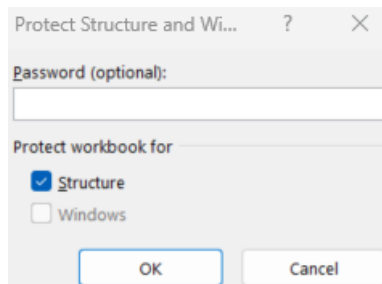 Protect Structure and Wi... ?
Password (optional):
Protect workbook for
Structure
Windows
OK Cancel